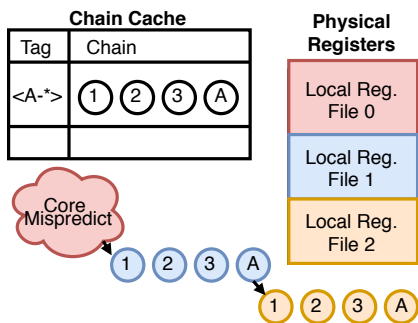 Chain Cache
Tag Chain
<A-*> 1 2 3 A
Physical
Registers
Local Reg.
File 0
Local Reg.
File 1
Local Reg.
File 2
Core
Mispredict
1 2 3 A
1 2 3 A